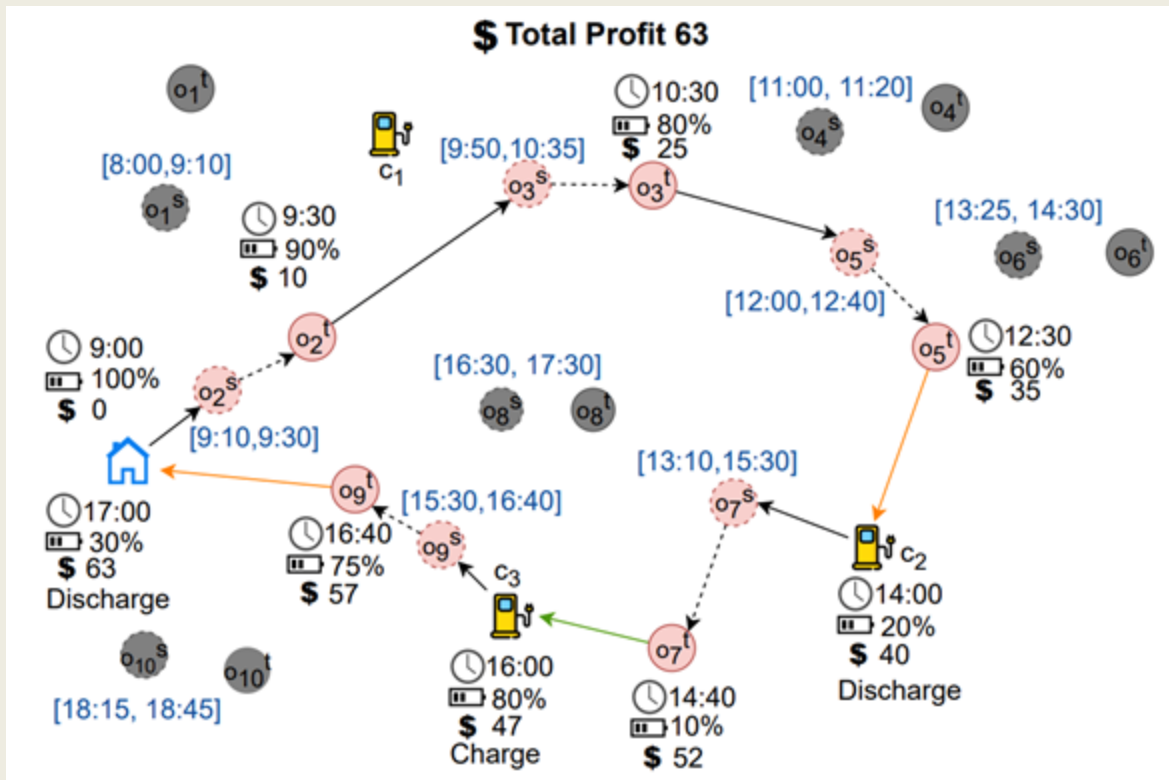 $ Total Profit 63
o1t
[8:00,9:10]
o1s
c1
[9:50,10:35]
o3s
10:30
80%
$ 25
o3t
[11:00, 11:20]
o4s
o4t
9:30
90%
$ 10
o2t
[13:25, 14:30]
o6s
o6t
o5s
[12:00,12:40]
o5t
12:30
60%
$ 35
9:00
100%
$ 0
o2s
[9:10,9:30]
[16:30, 17:30]
o8s
o8t
17:00
30%
$ 63
Discharge
o9t
16:40
75%
$ 57
[15:30,16:40]
o9s
[13:10,15:30]
o7s
c2
14:00
20%
$ 40
Discharge
c3
16:00
80%
$ 47
Charge
o7t
14:40
10%
$ 52
o10s
o10t
[18:15, 18:45]